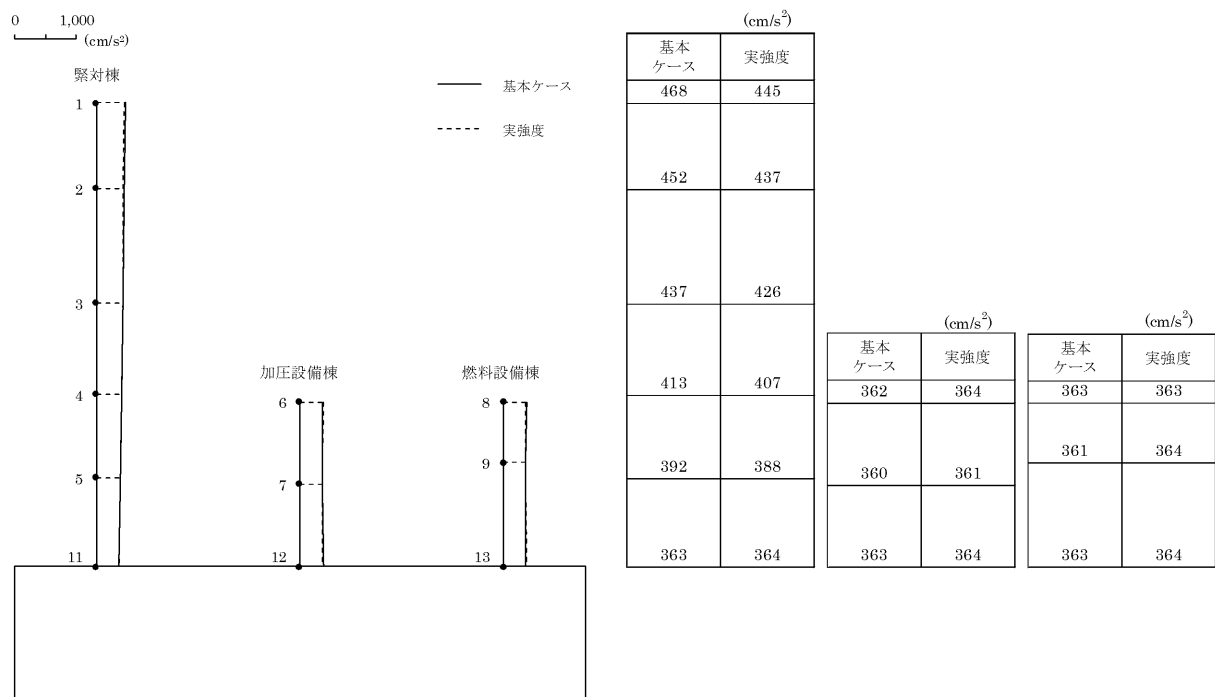 0 1,000
(cm/s²)
緊対棟
基本ケース
実強度
1
2
3
4
5
11
加圧設備棟
6
7
12
燃料設備棟
8
9
13
(cm/s²)
基本
ケース
実強度
468 445
452 437
437 426
413 407
392 388
363 364
(cm/s²)
基本
ケース
実強度
362 364
360 361
363 364
(cm/s²)
基本
ケース
実強度
363 363
361 364
363 364